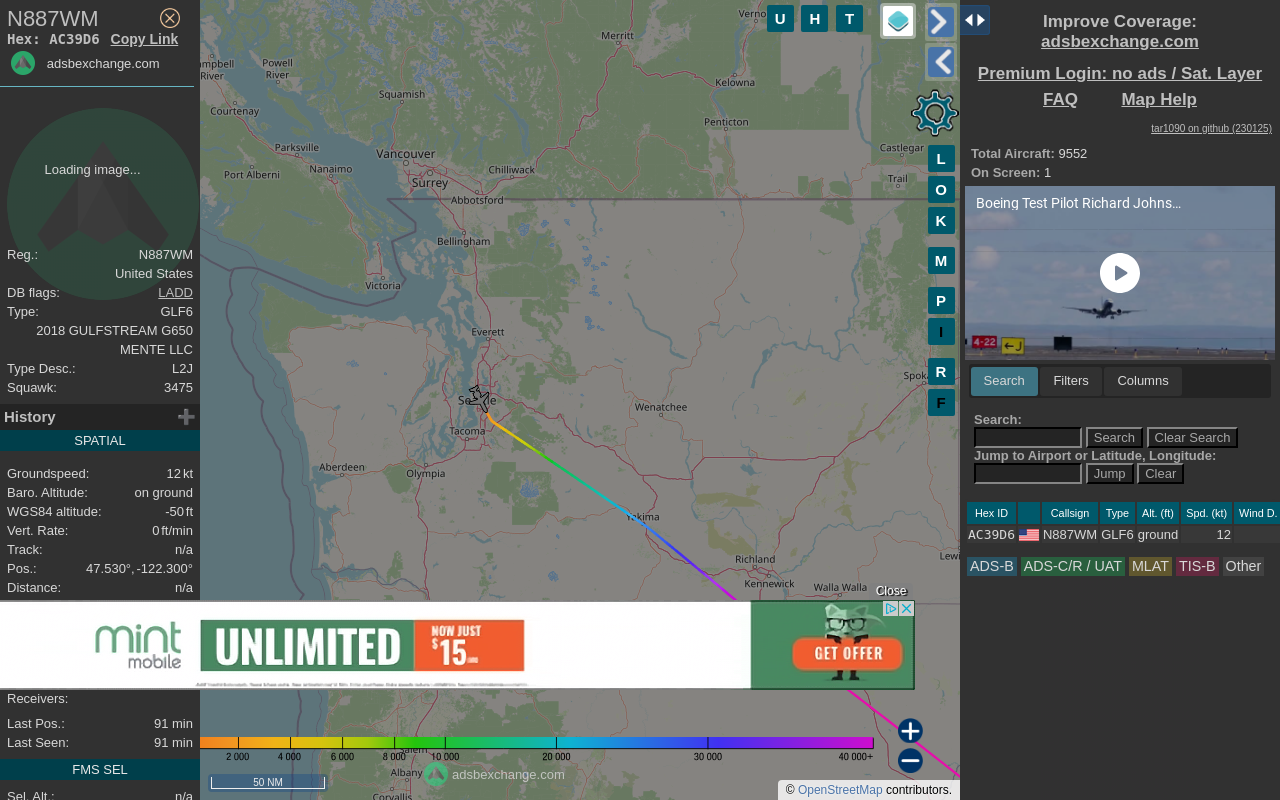 N887WM
Hex: AC39D6 Copy Link
adsbexchange.com
Loading image...
Reg.: N887WM
United States
DB flags: LADD
Type: GLF6
2018 GULFSTREAM G650
MENTE LLC
Type Desc.: L2J
Squawk: 3475
History
SPATIAL
Groundspeed: 12 kt
Baro. Altitude: on ground
WGS84 altitude: -50 ft
Vert. Rate: 0 ft/min
Track: n/a
Pos.: 47.530°, -122.300°
Distance: n/a
Receivers:
Last Pos.: 91 min
Last Seen: 91 min
FMS SEL
Sel. Alt.: n/a
U H T
L
O
K
M
P
I
R
F
Merritt
Powell
River
River
Squamish
Kelowna
Courtenay
Penticton
Parksville
Vancouver
Castlegar
Port Alberni
Nanaimo
Surrey
Chilliwack
Trail
Abbotsford
Bellingham
Victoria
Everett
Wenatchee
Tacoma
Aberdeen
Olympia
Yakima
Richland
Kennewick
Walla Walla
Albany
Corvallis
Close
mint
mobile
UNLIMITED
NOW JUST
$15
GET OFFER
2 000 4 000 6 000 8 000 10 000 20 000 30 000 40 000+
50 NM
adsbexchange.com
© OpenStreetMap contributors.
Improve Coverage:
adsbexchange.com
Premium Login: no ads / Sat. Layer
FAQ Map Help
tar1090 on github (230125)
Total Aircraft: 9552
On Screen: 1
Boeing Test Pilot Richard Johns...
4-22
J
Search Filters Columns
Search:
Search Clear Search
Jump to Airport or Latitude, Longitude:
Jump Clear
Hex ID Callsign Type Alt. (ft) Spd. (kt) Wind D.
AC39D6 N887WM GLF6 ground 12
ADS-B ADS-C/R / UAT MLAT TIS-B Other